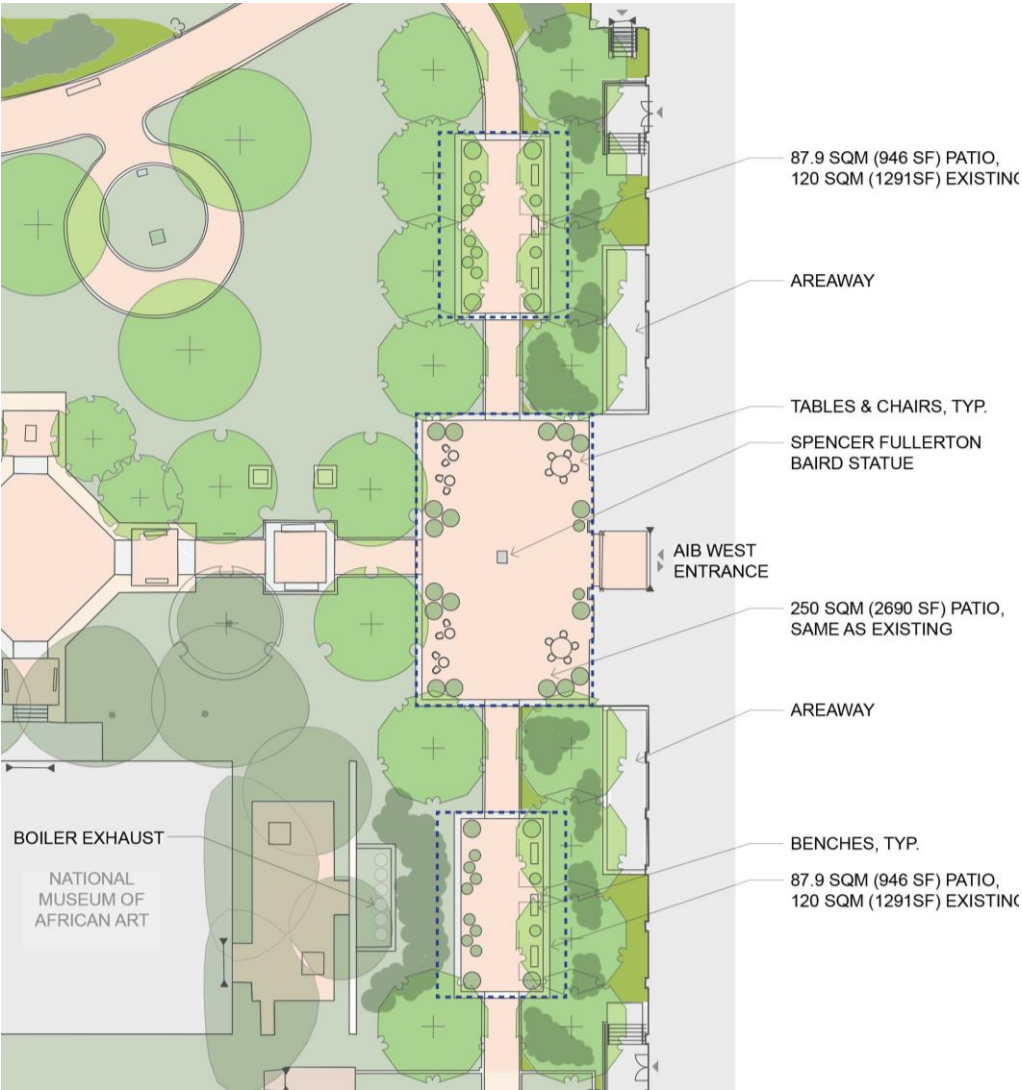 87.9 SQM (946 SF) PATIO,
120 SQM (1291SF) EXISTING
AREAWAY
TABLES & CHAIRS, TYP.
SPENCER FULLERTON
BAIRD STATUE
AIB WEST
ENTRANCE
250 SQM (2690 SF) PATIO,
SAME AS EXISTING
AREAWAY
BOILER EXHAUST
NATIONAL
MUSEUM OF
AFRICAN ART
BENCHES, TYP.
87.9 SQM (946 SF) PATIO,
120 SQM (1291SF) EXISTING